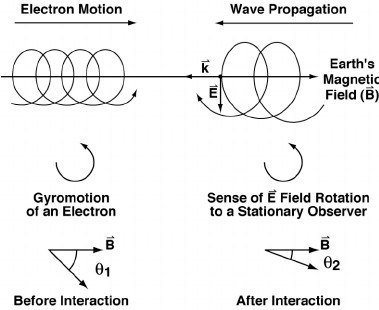 Electron Motion
Wave Propagation
k
E
Earth's
Magnetic
Field (B)
Gyromotion
of an Electron
Sense of E Field Rotation
to a Stationary Observer
B
θ1
B
θ2
Before Interaction
After Interaction